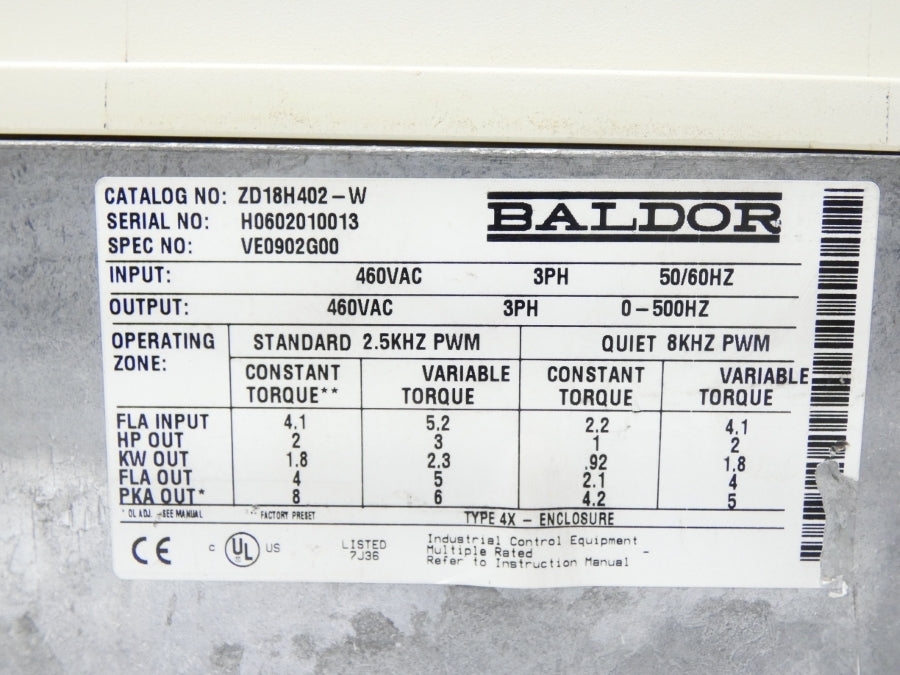 CATALOG NO: ZD18H402-W
SERIAL NO: H0602010013
SPEC NO: VE0902G00
BALDOR
INPUT: 460VAC 3PH 50/60HZ
OUTPUT: 460VAC 3PH 0-500HZ
OPERATING ZONE: STANDARD 2.5KHZ PWM QUIET 8KHZ PWM
CONSTANT TORQUE** VARIABLE TORQUE CONSTANT TORQUE VARIABLE TORQUE
FLA INPUT 4.1 5.2 2.2 4.1
HP OUT 2 3 1 2
KW OUT 1.8 2.3 .92 1.8
FLA OUT 4 5 2.1 4
PKA OUT* 8 6 4.2 5
* OL ADJ. -SEE MANUAL ** FACTORY PRESET TYPE 4X - ENCLOSURE
CE C UL US LISTED 7J36
Industrial Control Equipment
Multiple Rated -
Refer to Instruction Manual